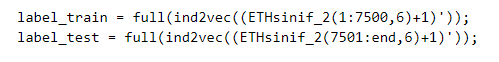 label_train = full(ind2vec((ETHsinif_2(1:7500,6)+1)'));
label_test = full(ind2vec((ETHsinif_2(7501:end,6)+1)'));